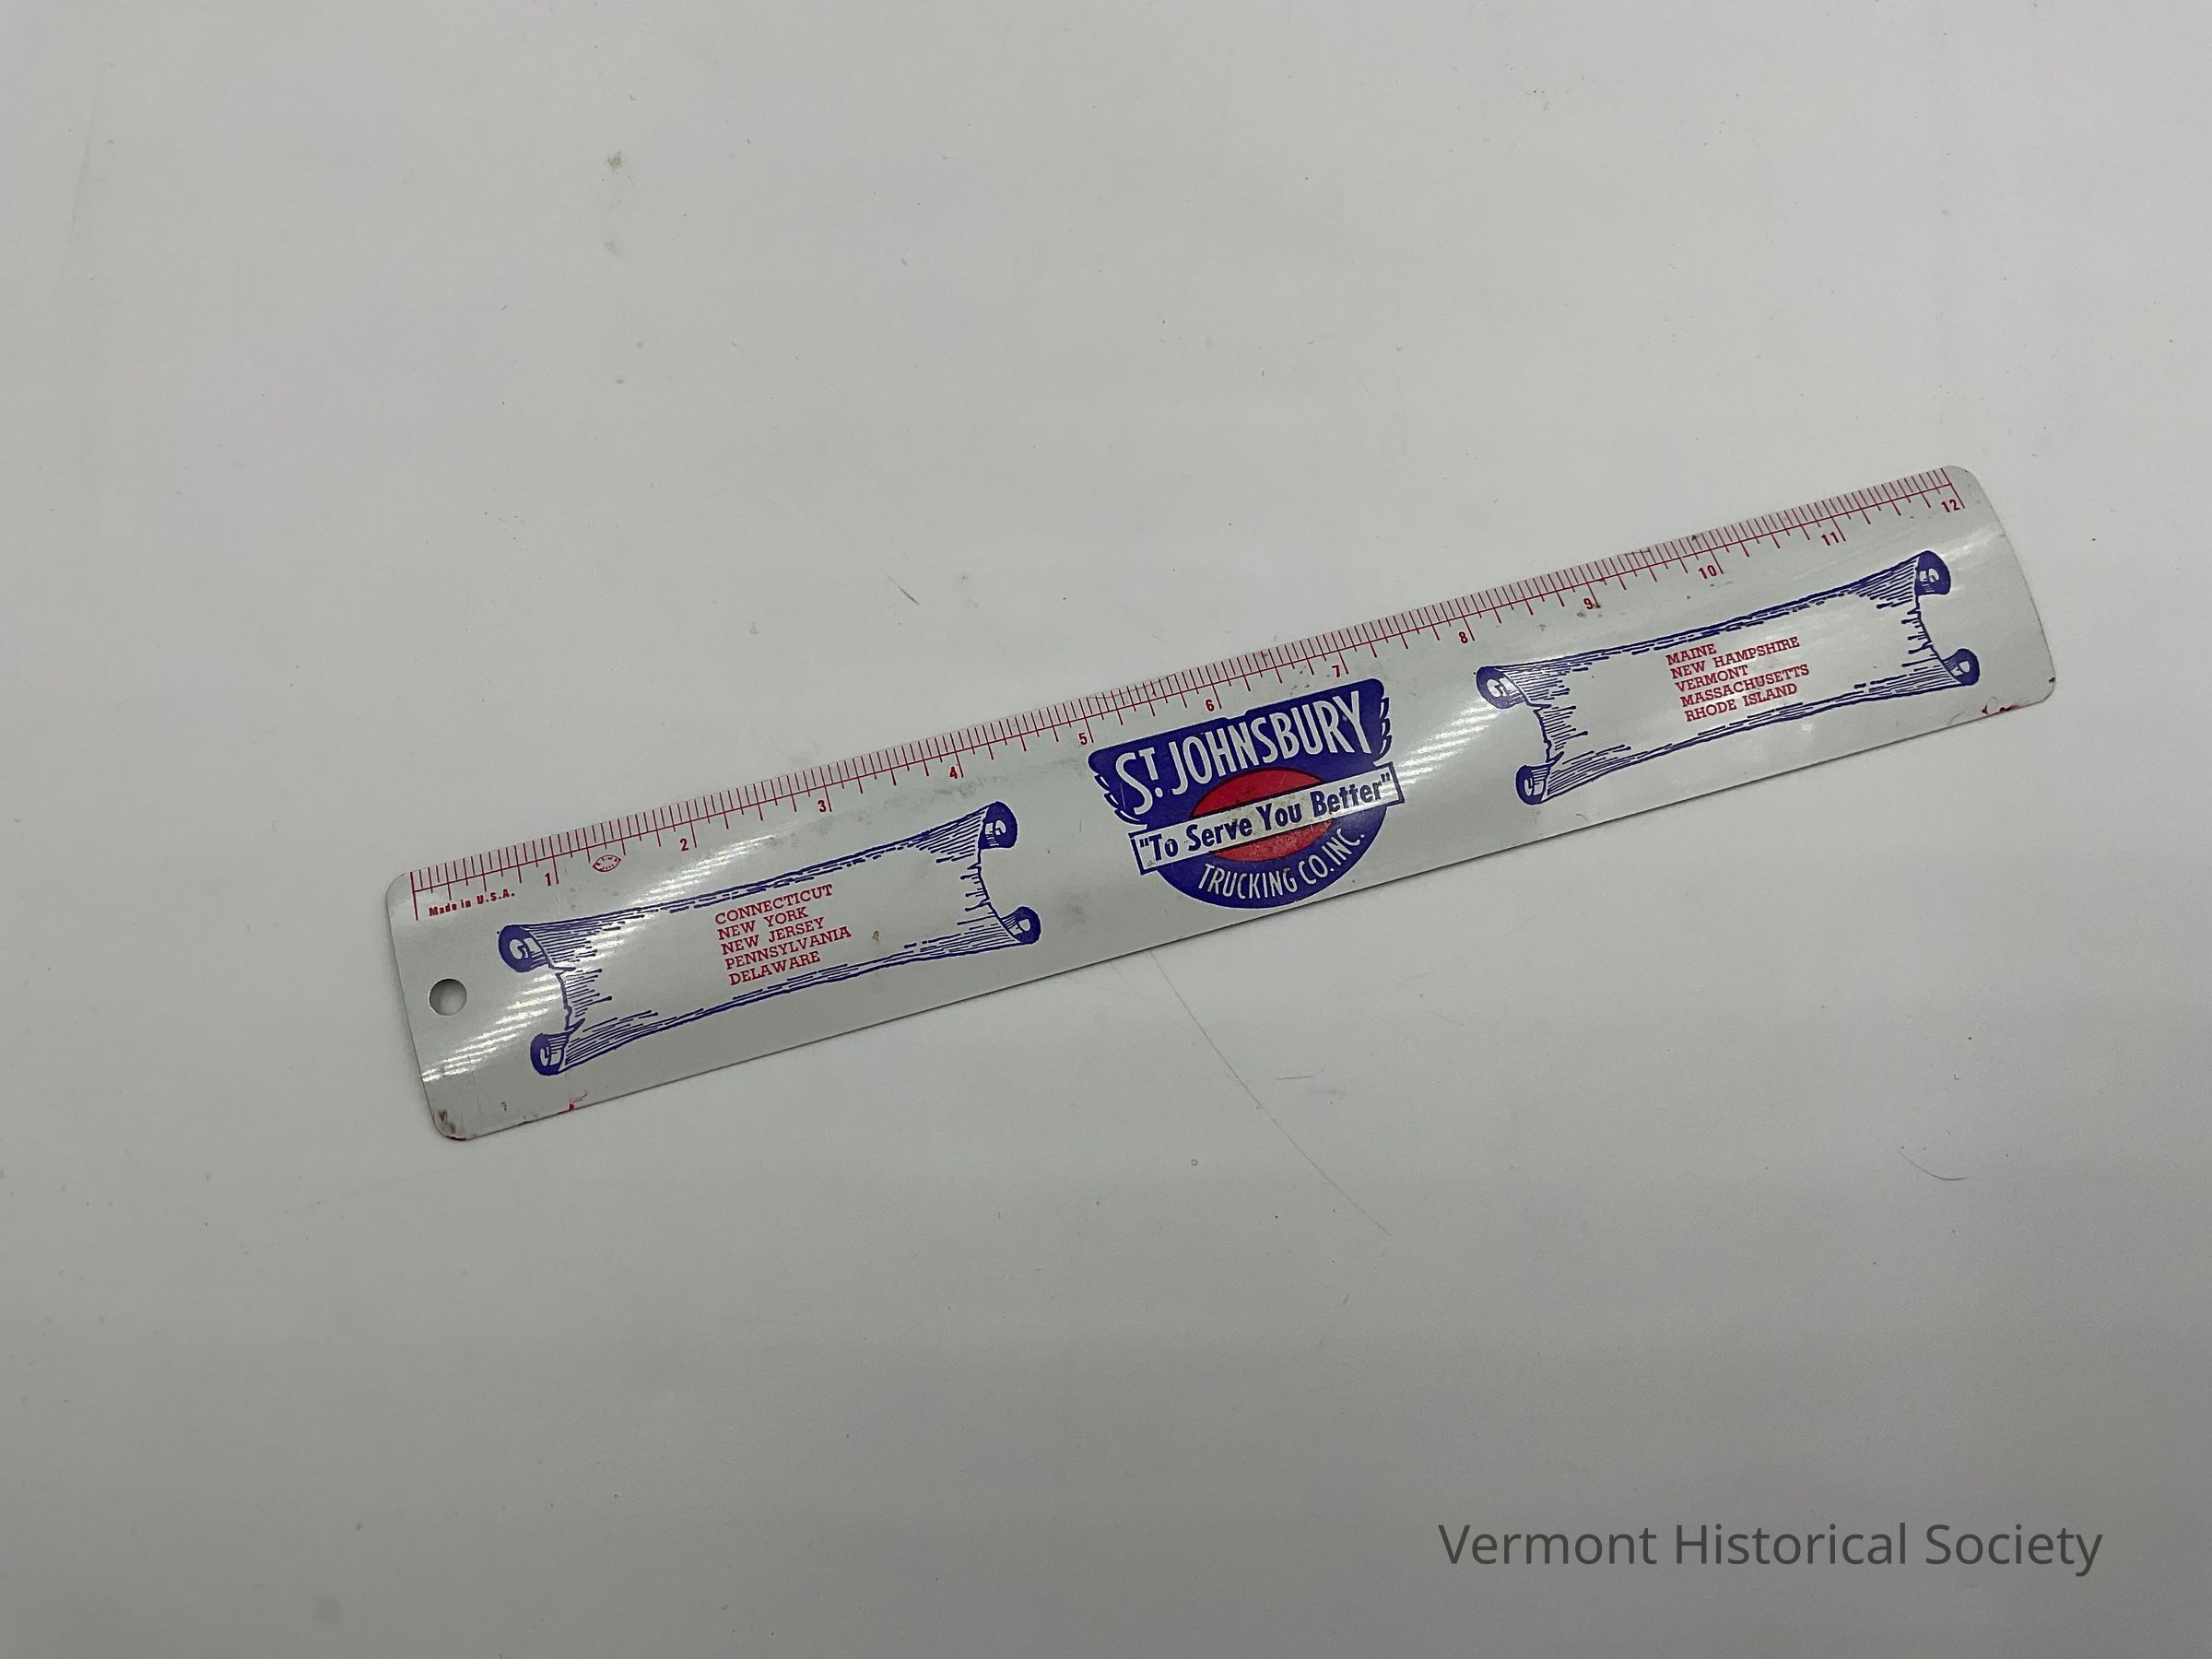 1 2 3 4 5 6 7 8 9 10 11 12
Made in U.S.A.
CONNECTICUT
NEW YORK
NEW JERSEY
PENNSYLVANIA
DELAWARE
ST. JOHNSBURY
"To Serve You Better"
TRUCKING CO. INC.
MAINE
NEW HAMPSHIRE
VERMONT
MASSACHUSETTS
RHODE ISLAND
Vermont Historical Society